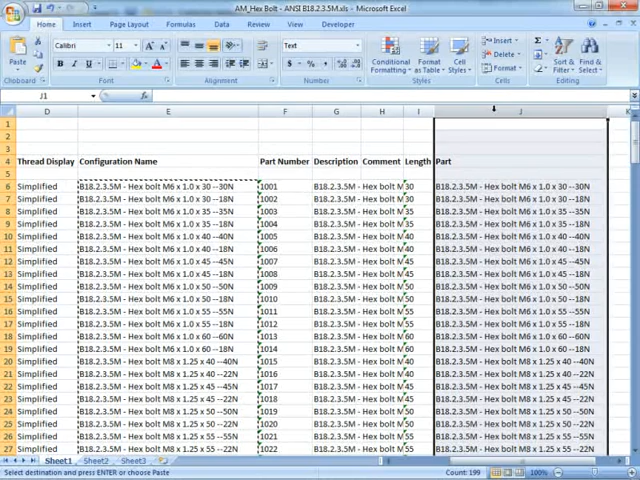 AM_Hex Bolt - ANSI B18.2.3.5M.xls - Microsoft Excel
Home Insert Page Layout Formulas Data Review View Developer
Paste
Calibri 11 Text
Conditional Formatting Format as Table Cell Styles
Insert
Delete
Format
Sort & Filter Find & Select
Clipboard Font Alignment Number Styles Cells Editing
J1 fx
D E F G H I J K
1
2
3
4 Thread Display Configuration Name Part Number Description Comment Length Part
5
6 Simplified B18.2.3.5M - Hex bolt M6 x 1.0 x 30 --30N 1001 B18.2.3.5M - Hex bolt M 30 B18.2.3.5M - Hex bolt M6 x 1.0 x 30 --30N
7 Simplified B18.2.3.5M - Hex bolt M6 x 1.0 x 30 --18N 1002 B18.2.3.5M - Hex bolt M 30 B18.2.3.5M - Hex bolt M6 x 1.0 x 30 --18N
8 Simplified B18.2.3.5M - Hex bolt M6 x 1.0 x 35 --35N 1003 B18.2.3.5M - Hex bolt M 35 B18.2.3.5M - Hex bolt M6 x 1.0 x 35 --35N
9 Simplified B18.2.3.5M - Hex bolt M6 x 1.0 x 35 --18N 1004 B18.2.3.5M - Hex bolt M 35 B18.2.3.5M - Hex bolt M6 x 1.0 x 35 --18N
10 Simplified B18.2.3.5M - Hex bolt M6 x 1.0 x 40 --40N 1005 B18.2.3.5M - Hex bolt M 40 B18.2.3.5M - Hex bolt M6 x 1.0 x 40 --40N
11 Simplified B18.2.3.5M - Hex bolt M6 x 1.0 x 40 --18N 1006 B18.2.3.5M - Hex bolt M 40 B18.2.3.5M - Hex bolt M6 x 1.0 x 40 --18N
12 Simplified B18.2.3.5M - Hex bolt M6 x 1.0 x 45 --45N 1007 B18.2.3.5M - Hex bolt M 45 B18.2.3.5M - Hex bolt M6 x 1.0 x 45 --45N
13 Simplified B18.2.3.5M - Hex bolt M6 x 1.0 x 45 --18N 1008 B18.2.3.5M - Hex bolt M 45 B18.2.3.5M - Hex bolt M6 x 1.0 x 45 --18N
14 Simplified B18.2.3.5M - Hex bolt M6 x 1.0 x 50 --50N 1009 B18.2.3.5M - Hex bolt M 50 B18.2.3.5M - Hex bolt M6 x 1.0 x 50 --50N
15 Simplified B18.2.3.5M - Hex bolt M6 x 1.0 x 50 --18N 1010 B18.2.3.5M - Hex bolt M 50 B18.2.3.5M - Hex bolt M6 x 1.0 x 50 --18N
16 Simplified B18.2.3.5M - Hex bolt M6 x 1.0 x 55 --55N 1011 B18.2.3.5M - Hex bolt M 55 B18.2.3.5M - Hex bolt M6 x 1.0 x 55 --55N
17 Simplified B18.2.3.5M - Hex bolt M6 x 1.0 x 55 --18N 1012 B18.2.3.5M - Hex bolt M 55 B18.2.3.5M - Hex bolt M6 x 1.0 x 55 --18N
18 Simplified B18.2.3.5M - Hex bolt M6 x 1.0 x 60 --60N 1013 B18.2.3.5M - Hex bolt M 60 B18.2.3.5M - Hex bolt M6 x 1.0 x 60 --60N
19 Simplified B18.2.3.5M - Hex bolt M6 x 1.0 x 60 --18N 1014 B18.2.3.5M - Hex bolt M 60 B18.2.3.5M - Hex bolt M6 x 1.0 x 60 --18N
20 Simplified B18.2.3.5M - Hex bolt M8 x 1.25 x 40 --40N 1015 B18.2.3.5M - Hex bolt M 40 B18.2.3.5M - Hex bolt M8 x 1.25 x 40 --40N
21 Simplified B18.2.3.5M - Hex bolt M8 x 1.25 x 40 --22N 1016 B18.2.3.5M - Hex bolt M 40 B18.2.3.5M - Hex bolt M8 x 1.25 x 40 --22N
22 Simplified B18.2.3.5M - Hex bolt M8 x 1.25 x 45 --45N 1017 B18.2.3.5M - Hex bolt M 45 B18.2.3.5M - Hex bolt M8 x 1.25 x 45 --45N
23 Simplified B18.2.3.5M - Hex bolt M8 x 1.25 x 45 --22N 1018 B18.2.3.5M - Hex bolt M 45 B18.2.3.5M - Hex bolt M8 x 1.25 x 45 --22N
24 Simplified B18.2.3.5M - Hex bolt M8 x 1.25 x 50 --50N 1019 B18.2.3.5M - Hex bolt M 50 B18.2.3.5M - Hex bolt M8 x 1.25 x 50 --50N
25 Simplified B18.2.3.5M - Hex bolt M8 x 1.25 x 50 --22N 1020 B18.2.3.5M - Hex bolt M 50 B18.2.3.5M - Hex bolt M8 x 1.25 x 50 --22N
26 Simplified B18.2.3.5M - Hex bolt M8 x 1.25 x 55 --55N 1021 B18.2.3.5M - Hex bolt M 55 B18.2.3.5M - Hex bolt M8 x 1.25 x 55 --55N
27 Simplified B18.2.3.5M - Hex bolt M8 x 1.25 x 55 --22N 1022 B18.2.3.5M - Hex bolt M 55 B18.2.3.5M - Hex bolt M8 x 1.25 x 55 --22N
Sheet1 Sheet2 Sheet3
Select destination and press ENTER or choose Paste Count: 199 100%